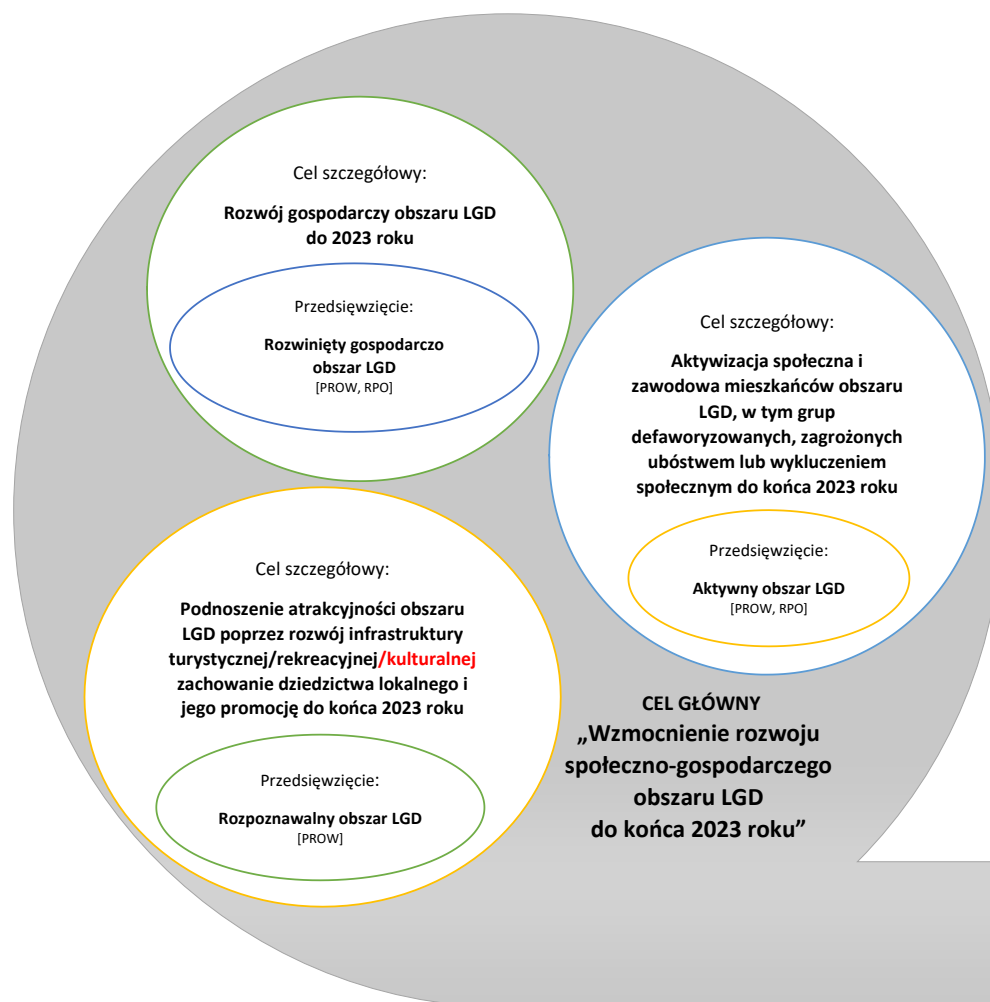 Cel szczegółowy:
Rozwój gospodarczy obszaru LGD
do 2023 roku
Przedsięwzięcie:
Rozwinięty gospodarczo
obszar LGD
[PROW, RPO]
Cel szczegółowy:
Aktywizacja społeczna i
zawodowa mieszkańców obszaru
LGD, w tym grup
defaworyzowanych, zagrożonych
ubóstwem lub wykluczeniem
społecznym do końca 2023 roku
Przedsięwzięcie:
Aktywny obszar LGD
[PROW, RPO]
Cel szczegółowy:
Podnoszenie atrakcyjności obszaru
LGD poprzez rozwój infrastruktury
turystycznej/rekreacyjnej/kulturalnej
zachowanie dziedzictwa lokalnego i
jego promocję do końca 2023 roku
Przedsięwzięcie:
Rozpoznawalny obszar LGD
[PROW]
CEL GŁÓWNY
„Wzmocnienie rozwoju
społeczno-gospodarczego
obszaru LGD
do końca 2023 roku”